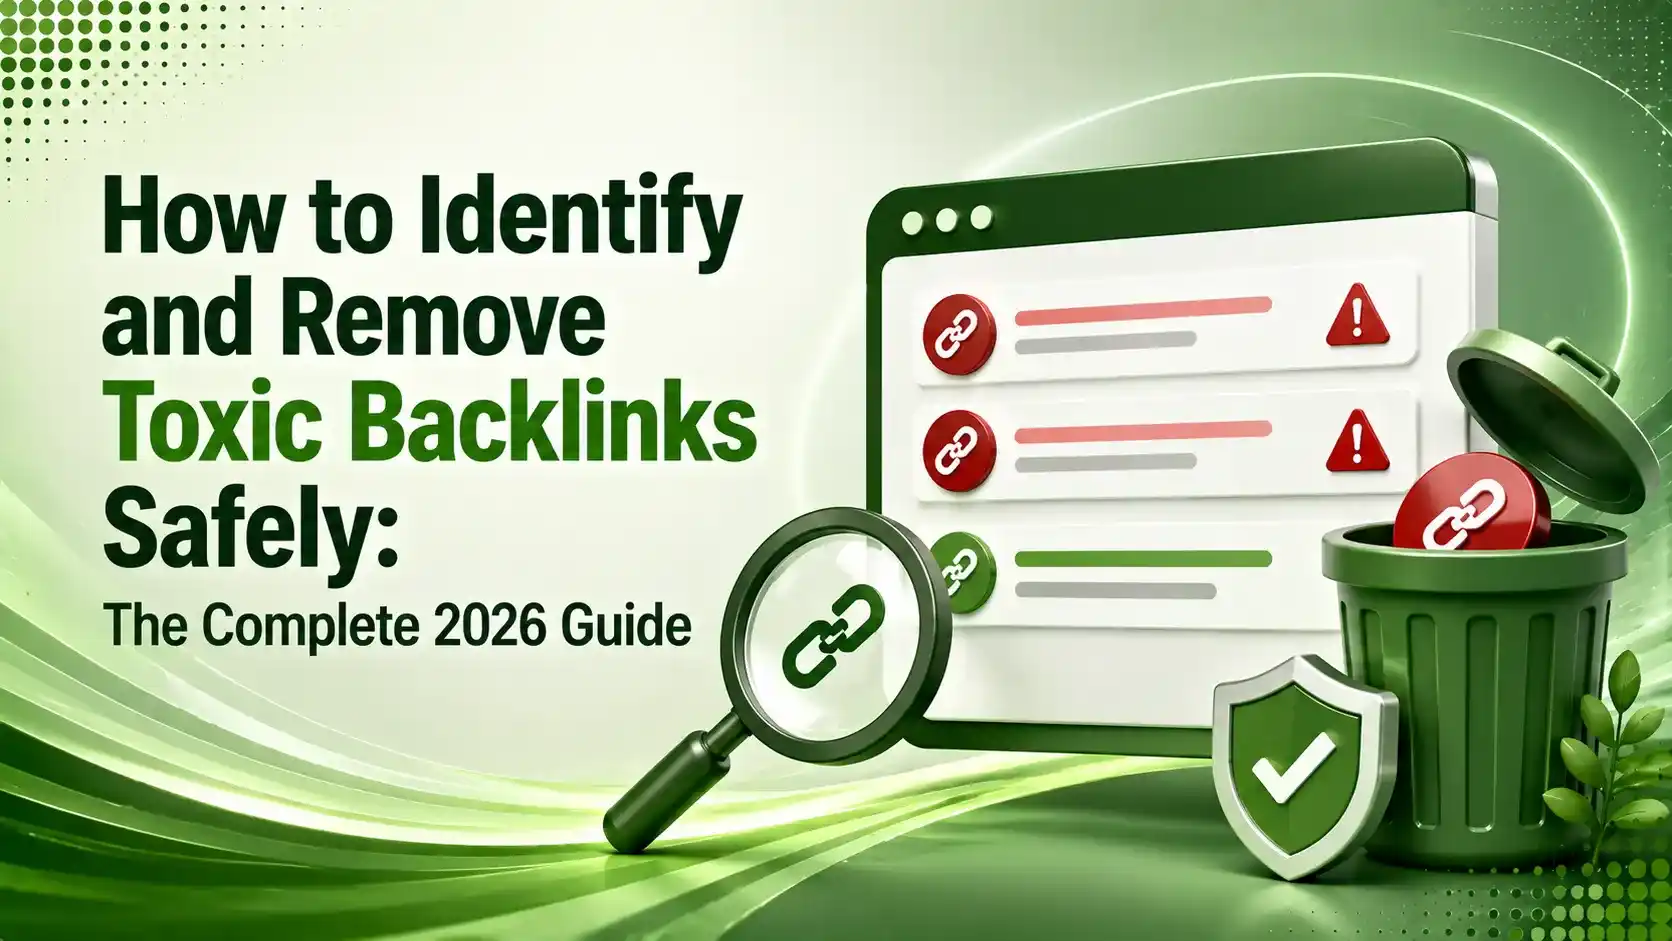 How to Identify
and Remove
Toxic Backlinks
Safely:
The Complete 2026 Guide